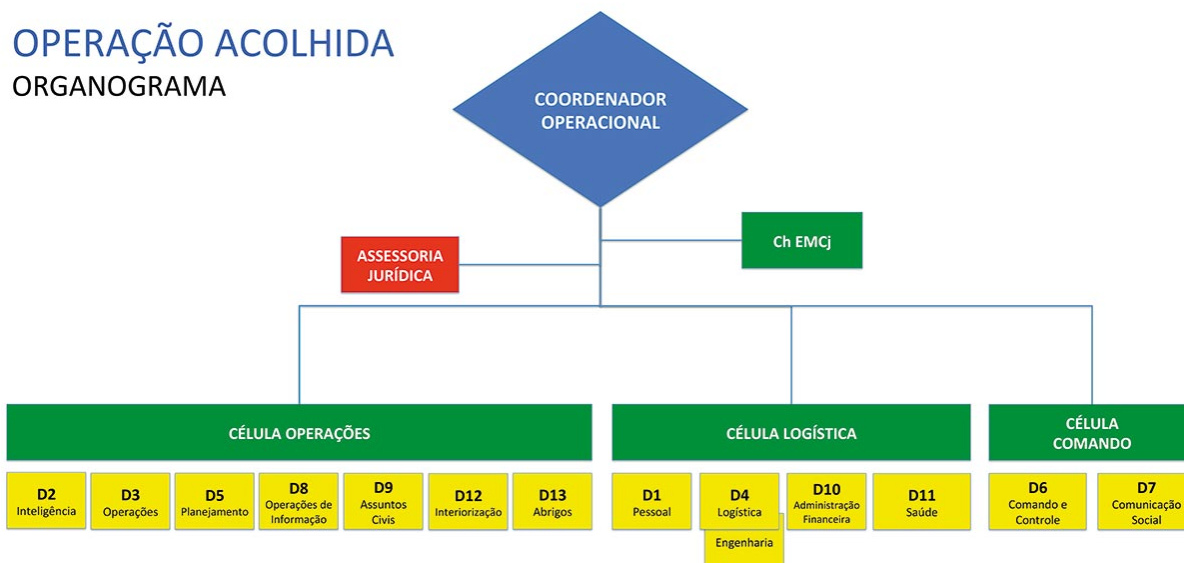 OPERAÇÃO ACOLHIDA
ORGANOGRAMA
COORDENADOR
OPERACIONAL
Ch EMCj
ASSESSORIA
JURÍDICA
CÉLULA OPERAÇÕES
D2
Inteligência
D3
Operações
D5
Planejamento
D8
Operações de
Informação
D9
Assuntos
Civis
D12
Interiorização
D13
Abrigos
CÉLULA LOGÍSTICA
D1
Pessoal
D4
Logística
Engenharia
D10
Administração
Financeira
D11
Saúde
CÉLULA
COMANDO
D6
Comando e
Controle
D7
Comunicação
Social